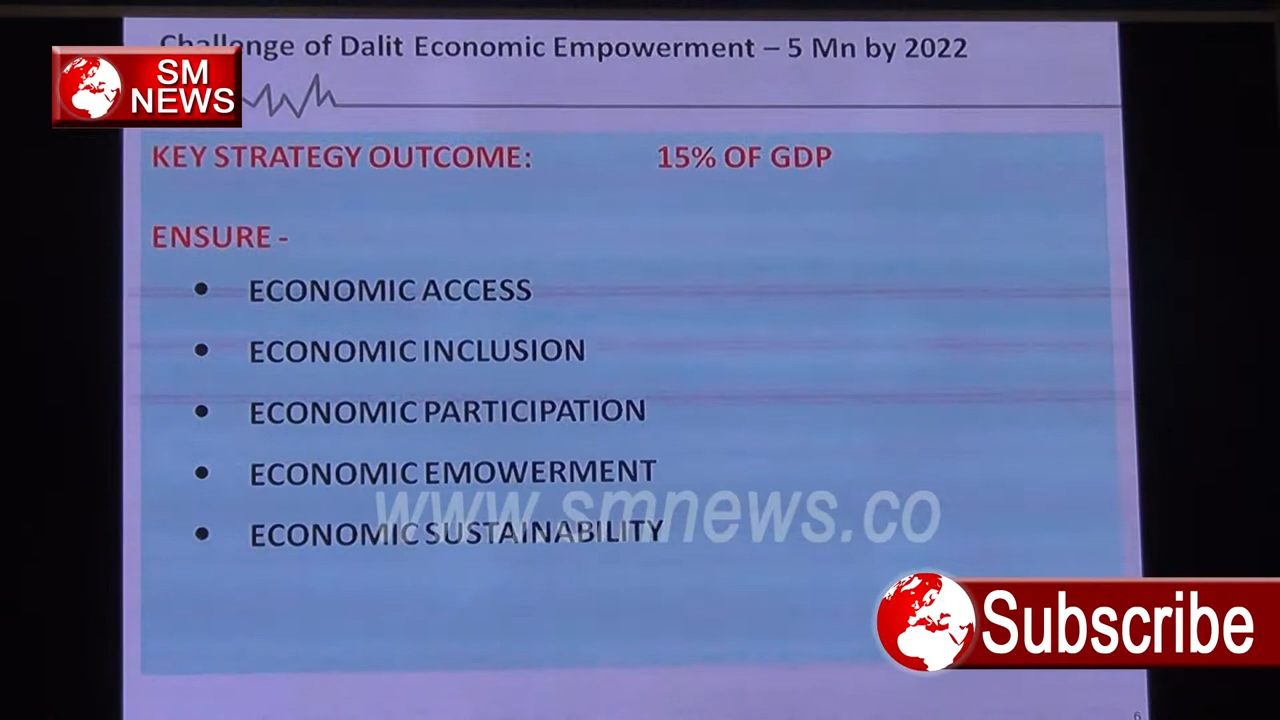 Challenge of Dalit Economic Empowerment – 5 Mn by 2022
SM
NEWS
KEY STRATEGY OUTCOME: 15% OF GDP
ENSURE -
• ECONOMIC ACCESS
• ECONOMIC INCLUSION
• ECONOMIC PARTICIPATION
• ECONOMIC EMOWERMENT
www.smnews.co
• ECONOMIC SUSTAINABILITY
Subscribe
6